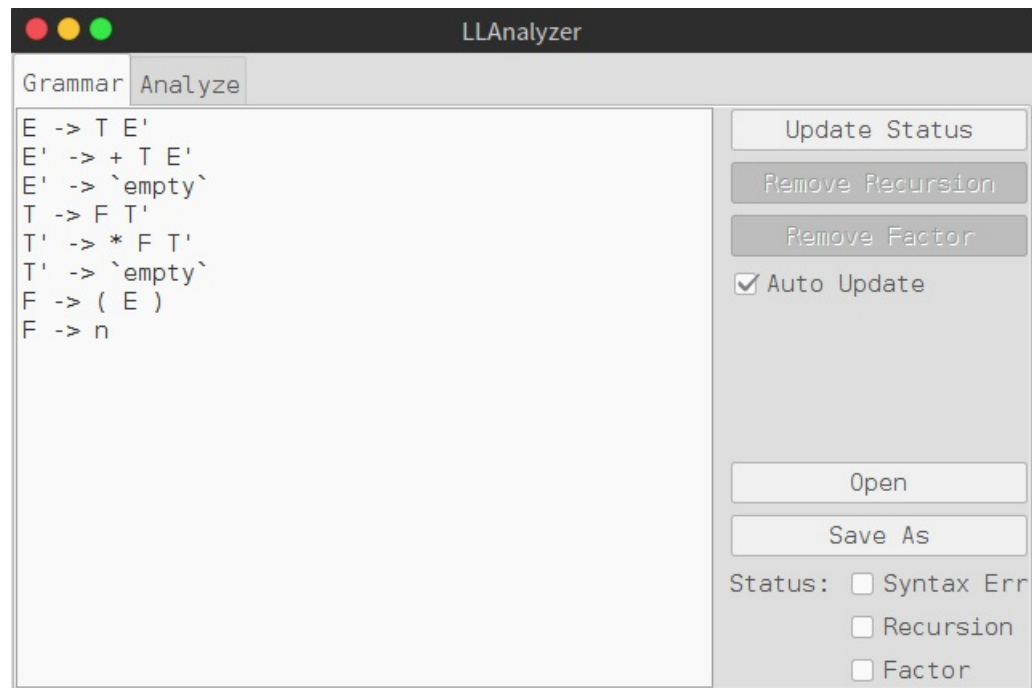 LLAnalyzer
Grammar Analyze
E -> T E'
E' -> + T E'
E' -> `empty`
T -> F T'
T' -> * F T'
T' -> `empty`
F -> ( E )
F -> n
Update Status
Remove Recursion
Remove Factor
Auto Update
Open
Save As
Status: Syntax Err
Recursion
Factor